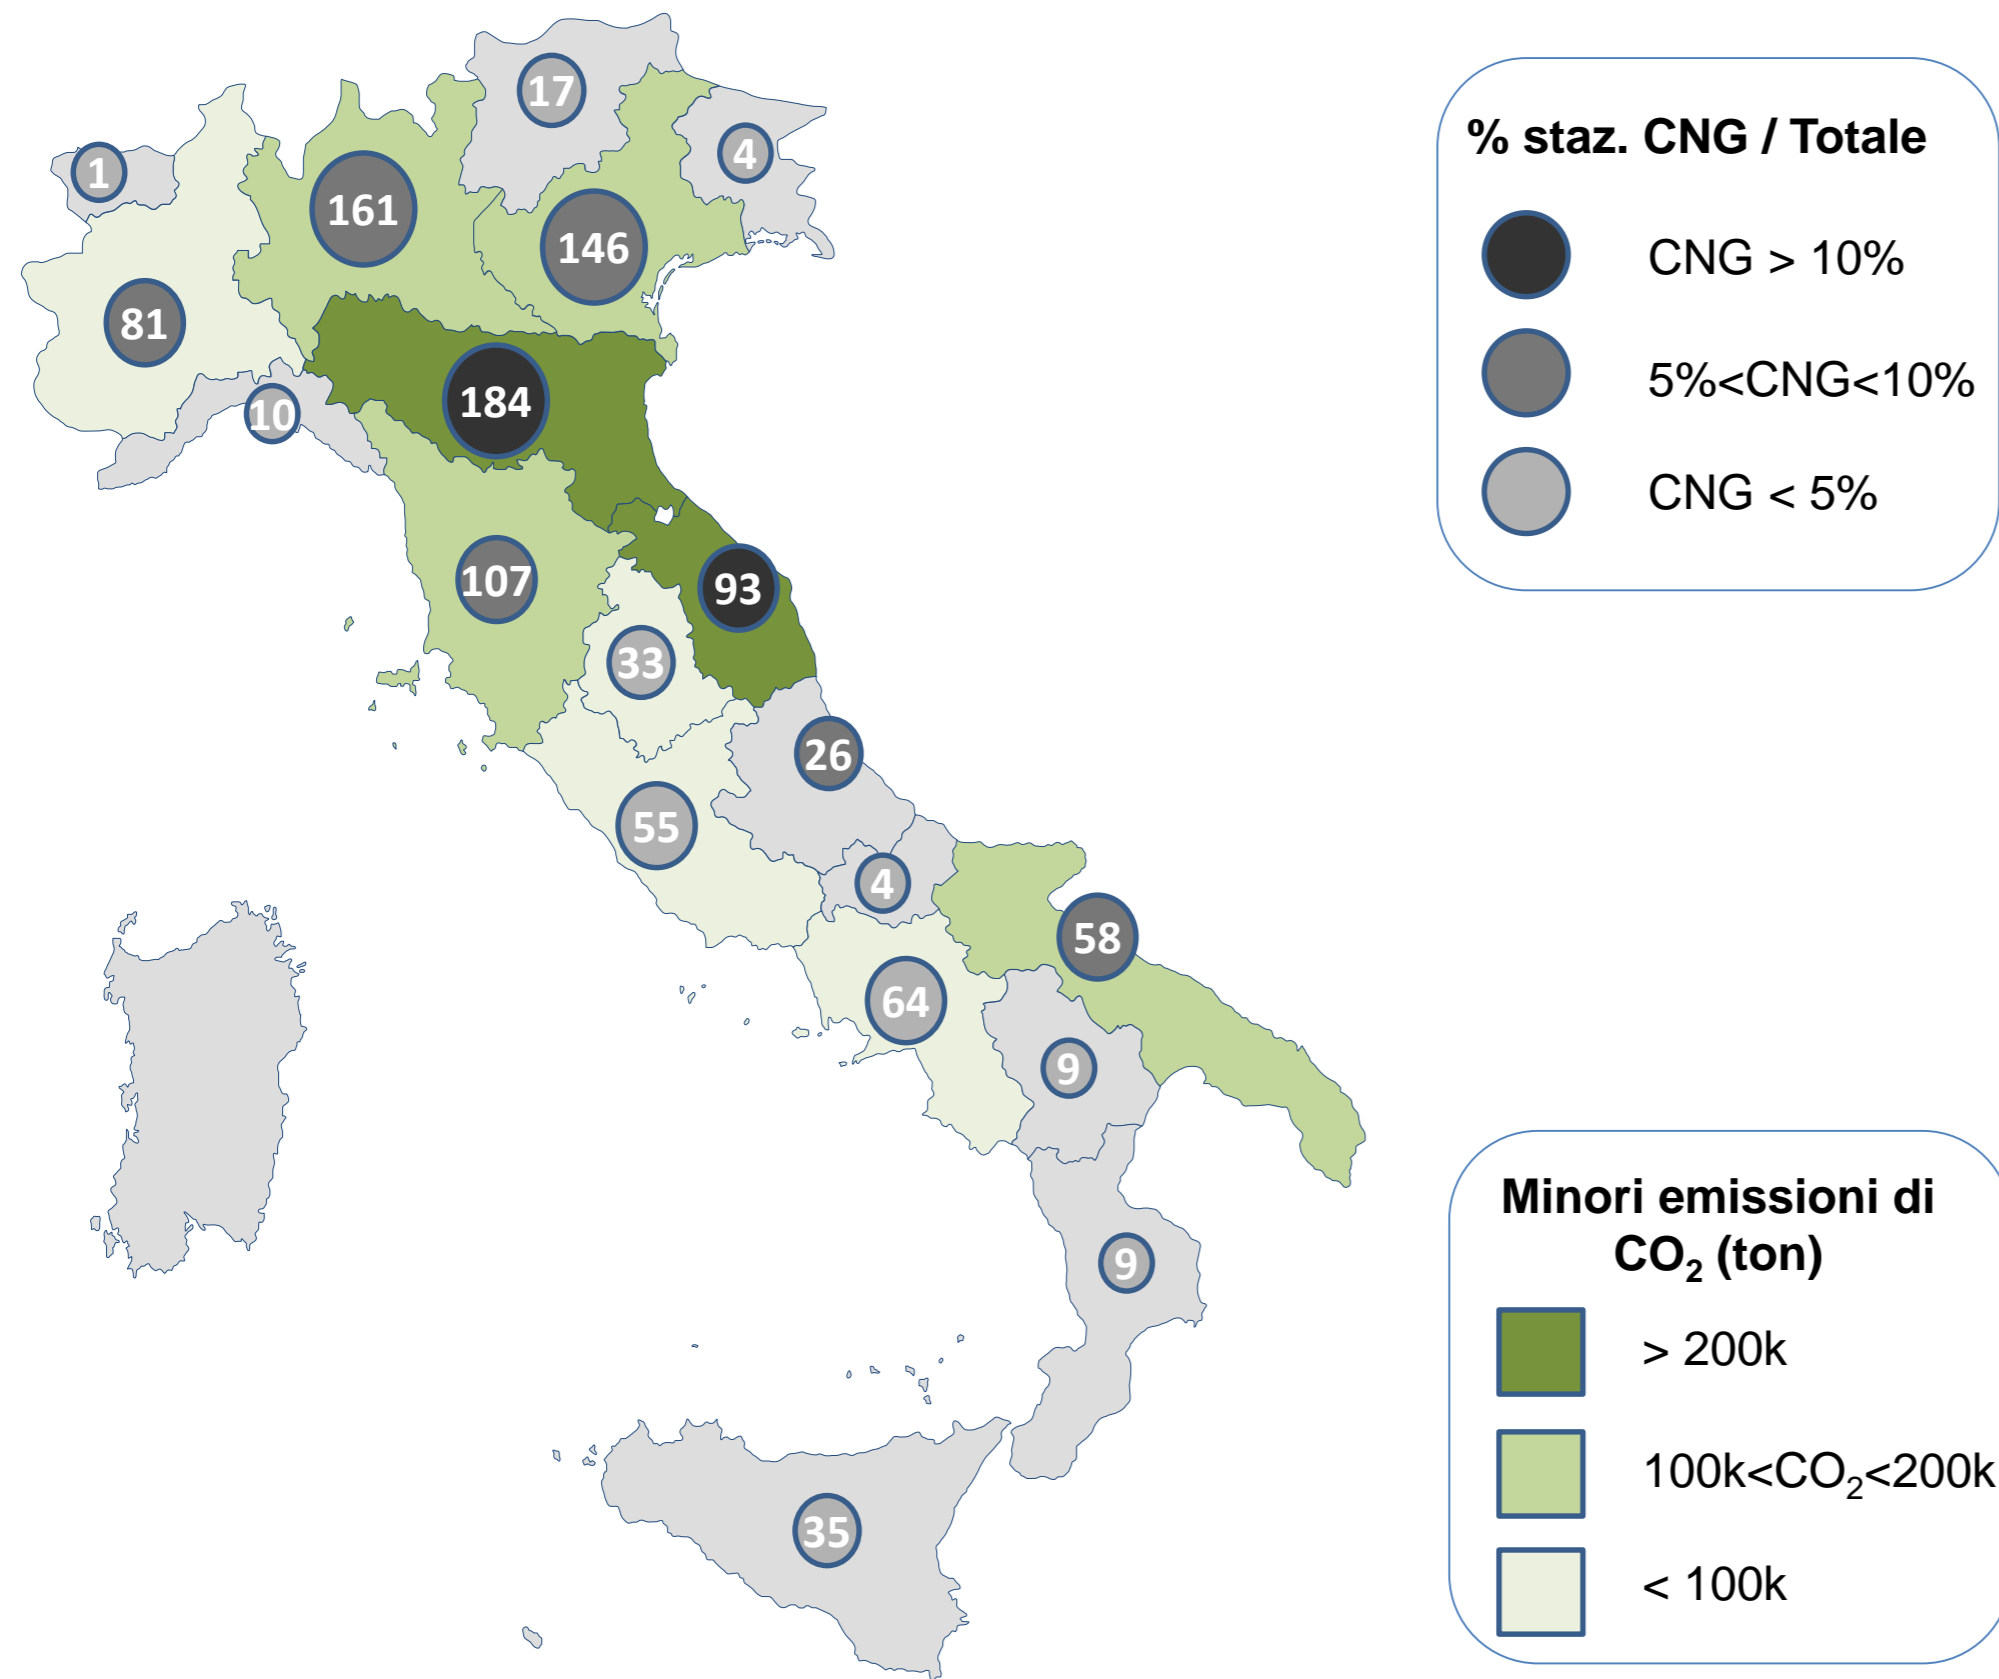 17
4
1
161
146
81
184
10
107
93
33
26
55
4
58
64
9
9
35
% staz. CNG / Totale
CNG > 10%
5%<CNG<10%
CNG < 5%
Minori emissioni di
CO₂ (ton)
> 200k
100k<CO₂<200k
< 100k